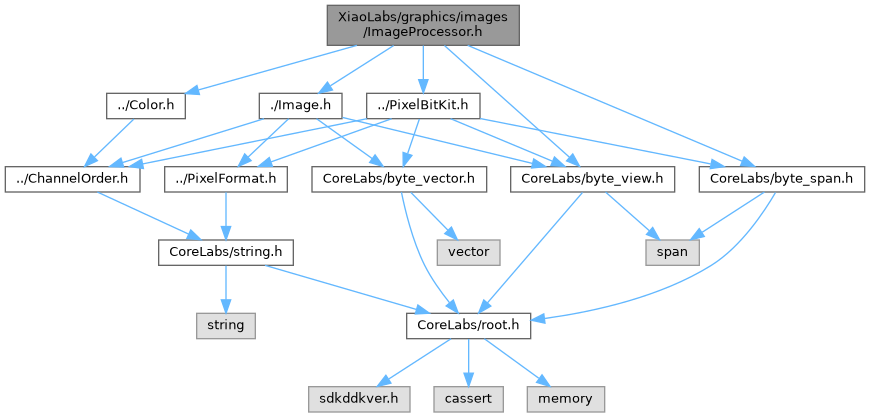 XiaoLabs/graphics/images
/ImageProcessor.h
../Color.h
./Image.h
../PixelBitKit.h
../ChannelOrder.h
../PixelFormat.h
CoreLabs/byte_vector.h
CoreLabs/byte_view.h
CoreLabs/byte_span.h
CoreLabs/string.h
vector
span
string
CoreLabs/root.h
sdkddkver.h
cassert
memory